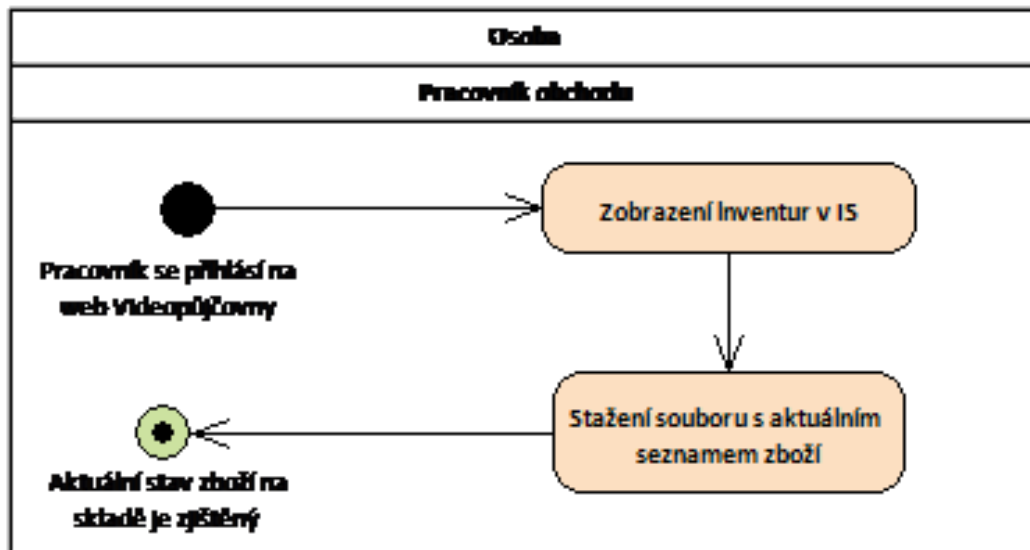 Osoba
Pracovník obchodu
Zobrazení Inventur v IS
Pracovník se přihlásí na
web Videopůjčovny
Stažení souboru s aktuálním
seznamem zboží
Aktuální stav zboží na
skladě je zjištěný